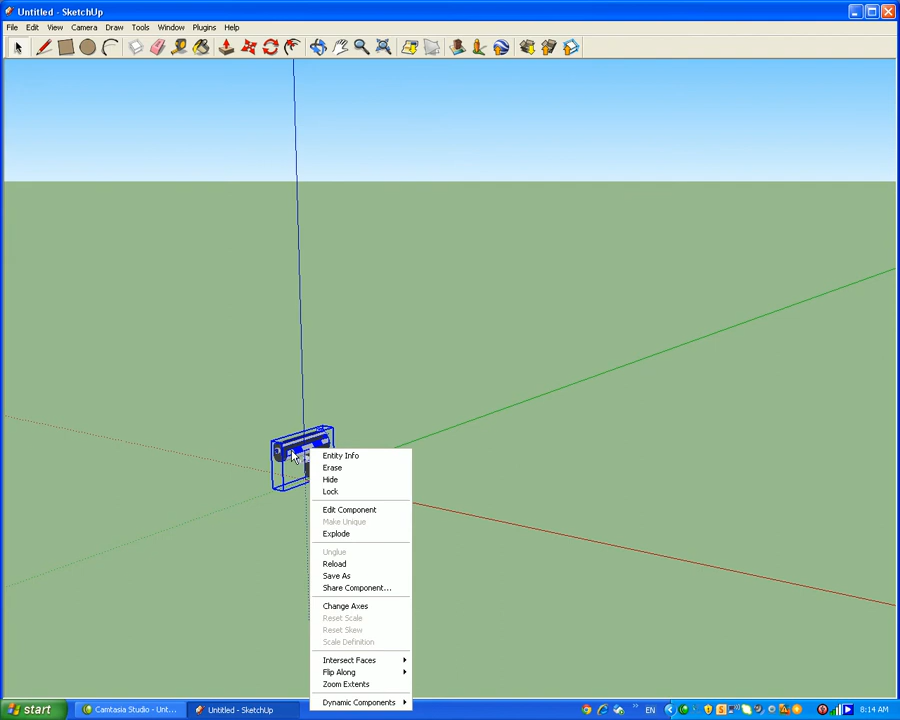 Untitled - SketchUp
File Edit View Camera Draw Tools Window Plugins Help
Entity Info
Erase
Hide
Lock
Edit Component
Make Unique
Explode
Unglue
Reload
Save As
Share Component...
Change Axes
Reset Scale
Reset Skew
Scale Definition
Intersect Faces
Flip Along
Zoom Extents
Dynamic Components
start Camtasia Studio - Unt... Untitled - SketchUp EN 8:14 AM